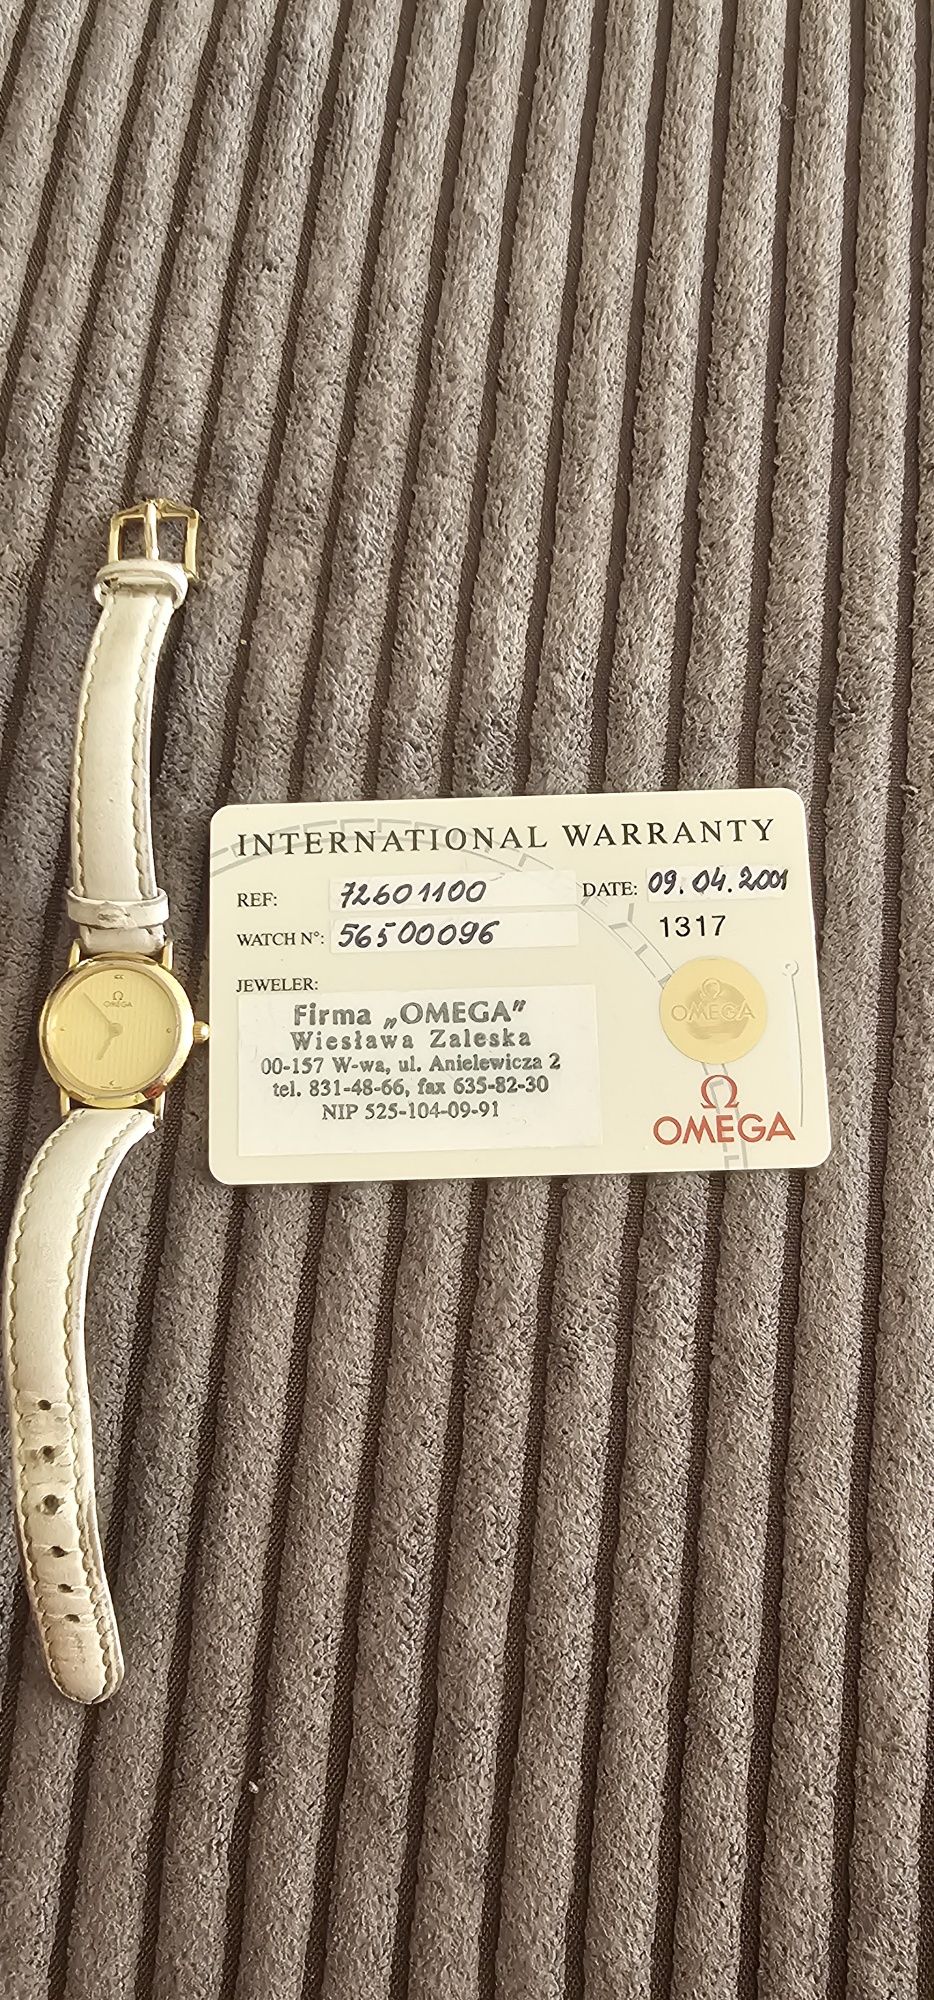 INTERNATIONAL WARRANTY
REF: 72601100 DATE: 09.04.2001
WATCH Nº: 56500096 1317
JEWELER:
Firma „OMEGA”
Wiesława Zaleska
00-157 W-wa, ul. Anielewicza 2
tel. 831-48-66, fax 635-82-30
NIP 525-104-09-91
Ω
OMEGA
Ω
OMEGA
Ω
OMEGA